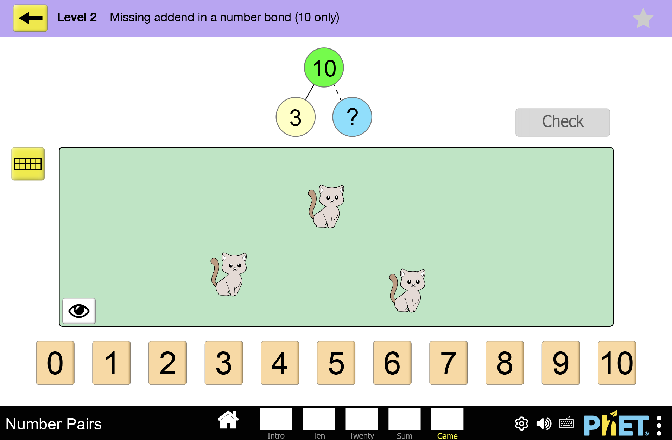 Level 2 Missing addend in a number bond (10 only)
10
3 ?
Check
0 1 2 3 4 5 6 7 8 9 10
Number Pairs
Intro Ten Twenty Sum Game
PhET